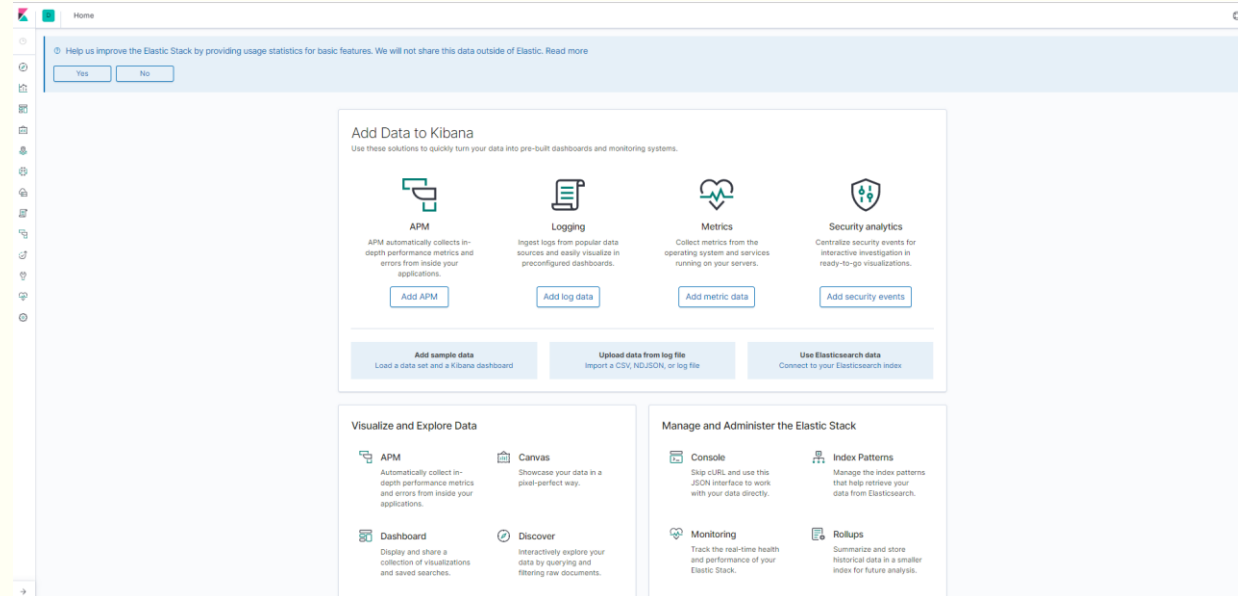 Home
Help us improve the Elastic Stack by providing usage statistics for basic features. We will not share this data outside of Elastic. Read more
Yes No
Add Data to Kibana
Use these solutions to quickly turn your data into pre-built dashboards and monitoring systems.
APM
APM automatically collects in-
depth performance metrics and
errors from inside your
applications.
Add APM
Logging
Ingest logs from popular data
sources and easily visualize in
preconfigured dashboards.
Add log data
Metrics
Collect metrics from the
operating system and services
running on your servers.
Add metric data
Security analytics
Centralize security events for
interactive investigation in
ready-to-go visualizations.
Add security events
Add sample data
Load a data set and a Kibana dashboard
Upload data from log file
Import a CSV, NDJSON, or log file
Use Elasticsearch data
Connect to your Elasticsearch index
Visualize and Explore Data
APM
Automatically collect in-
depth performance metrics
and errors from inside your
applications.
Canvas
Showcase your data in a
pixel-perfect way.
Dashboard
Display and share a
collection of visualizations
and saved searches.
Discover
Interactively explore your
data by querying and
filtering raw documents.
Manage and Administer the Elastic Stack
Console
Skip cURL and use this
JSON interface to work
with your data directly.
Index Patterns
Manage the index patterns
that help retrieve your
data from Elasticsearch.
Monitoring
Track the real-time health
and performance of your
Elastic Stack.
Rollups
Summarize and store
historical data in a smaller
index for future analysis.